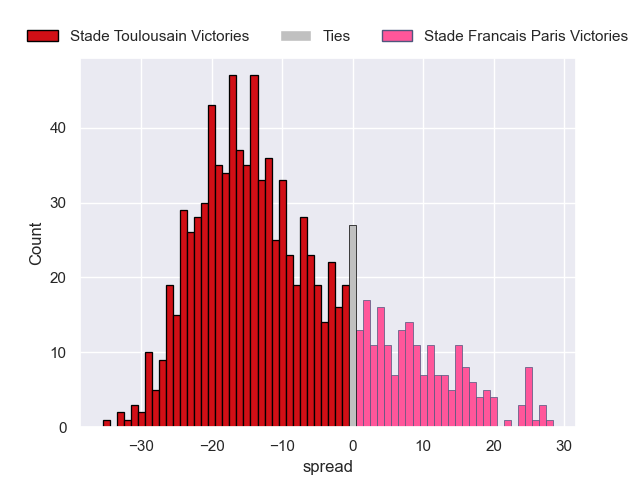 Stade Toulousain Victories Ties Stade Francais Paris Victories
Count
40
30
20
10
0
−30 −20 −10 0 10 20 30
spread